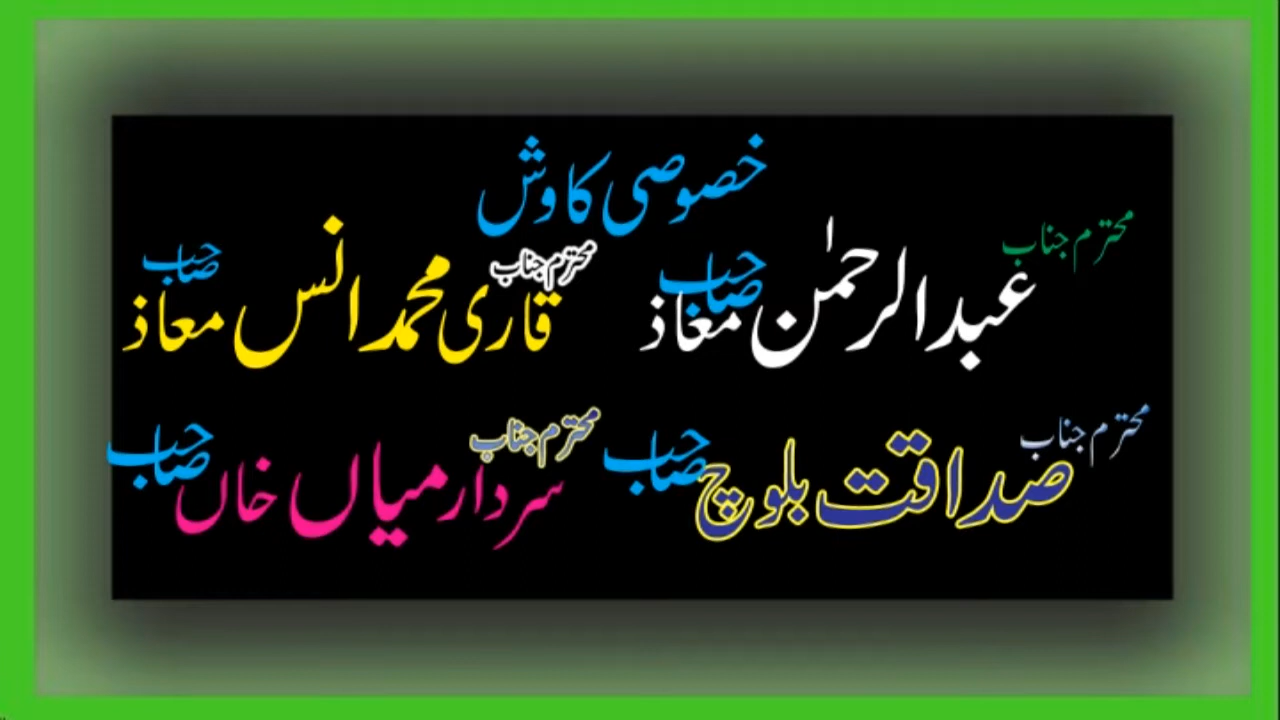 خصوصی کاوش
محترم جناب عبدالرحمٰن معاذ صاحب
محترم جناب قاری محمد انس معاذ صاحب
محترم جناب صداقت بلوچ صاحب
محترم جناب سردار میاں خاں صاحب